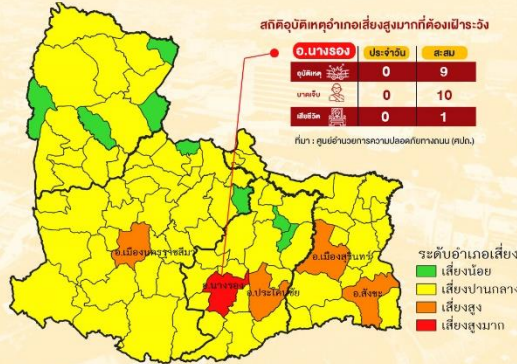 สถิติอุบัติเหตุอำเภอเสี่ยงสูงมากที่ต้องเฝ้าระวัง
อ.นางรอง ประจำวัน สะสม
อุบัติเหตุ 0 9
บาดเจ็บ 0 10
เสียชีวิต 0 1
ที่มา : ศูนย์อำนวยการความปลอดภัยทางถนน (ศปถ.)
อ.เมืองนครราชสีมา
อ.เมืองสุรินทร์
อ.นางรอง
อ.ประโคนชัย
อ.สังขะ
ระดับอำเภอเสี่ยง
เสี่ยงน้อย
เสี่ยงปานกลาง
เสี่ยงสูง
เสี่ยงสูงมาก